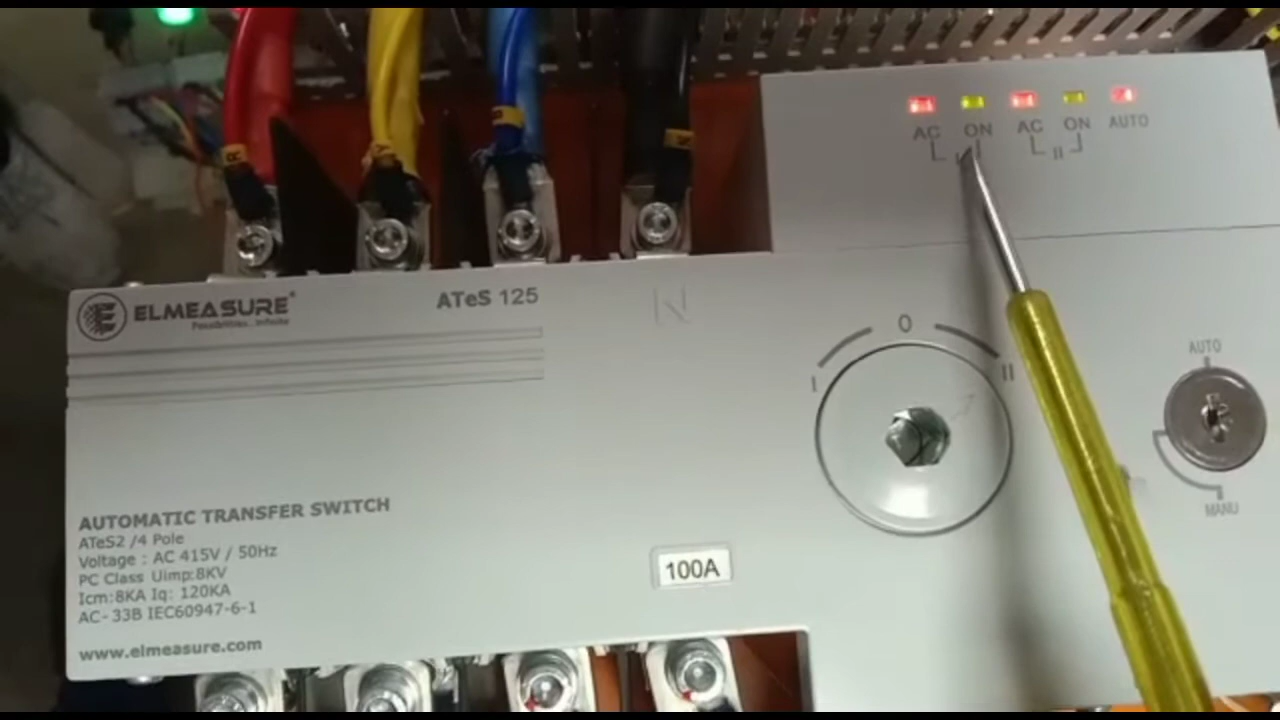 AC ON AC ON AUTO
I II
ELMEASURE
Possibilities.. Infinite
ATeS 125
N
0
I II
AUTO
MANU
AUTOMATIC TRANSFER SWITCH
ATeS2 /4 Pole
Voltage : AC 415V / 50Hz
PC Class Uimp:8KV
Icm:8KA Iq: 120KA
AC-33B IEC60947-6-1
www.elmeasure.com
100A